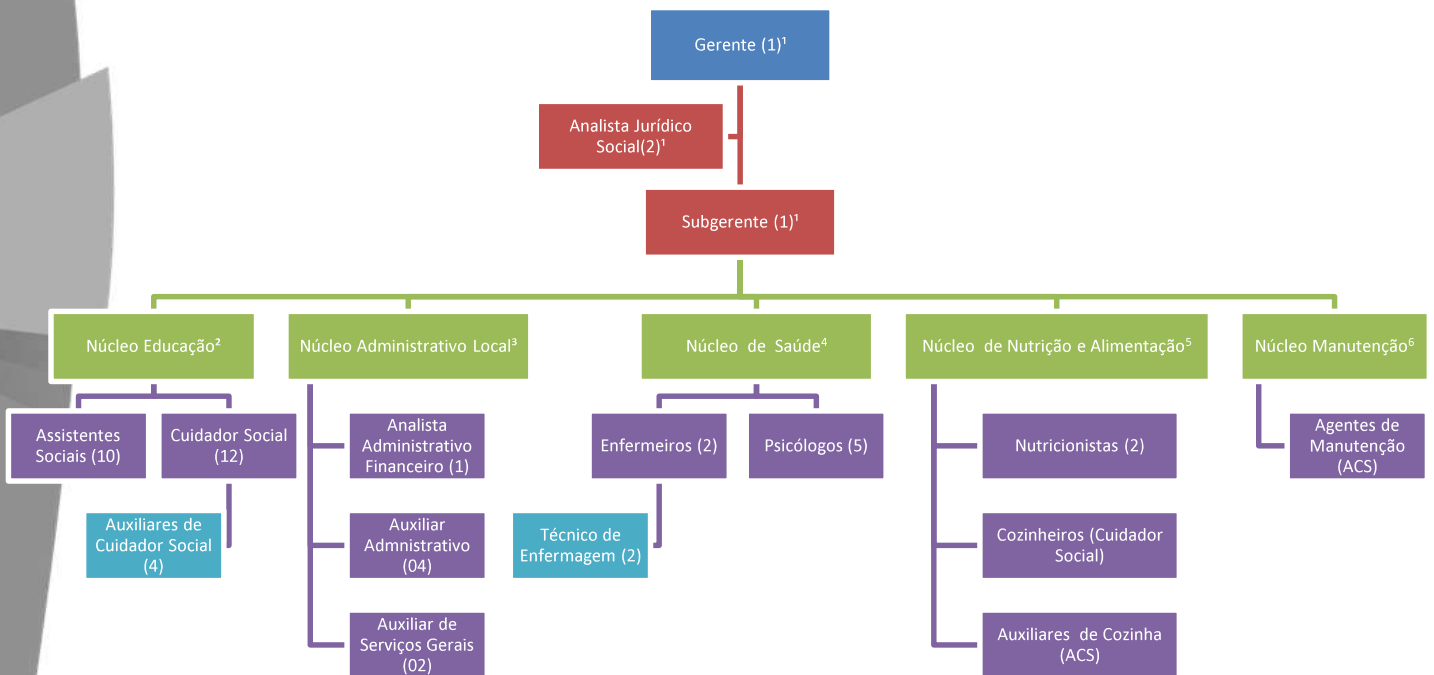 Gerente (1)¹
Analista Jurídico
Social(2)¹
Subgerente (1)¹
Núcleo Educação²
Núcleo Administrativo Local³
Núcleo de Saúde⁴
Núcleo de Nutrição e Alimentação⁵
Núcleo Manutenção⁶
Assistentes
Sociais (10)
Cuidador Social
(12)
Auxiliares de
Cuidador Social
(4)
Analista
Administrativo
Financeiro (1)
Auxiliar
Admnistrativo
(04)
Auxiliar de
Serviços Gerais
(02)
Enfermeiros (2)
Psicólogos (5)
Técnico de
Enfermagem (2)
Nutricionistas (2)
Cozinheiros (Cuidador
Social)
Auxiliares de Cozinha
(ACS)
Agentes de
Manutenção
(ACS)